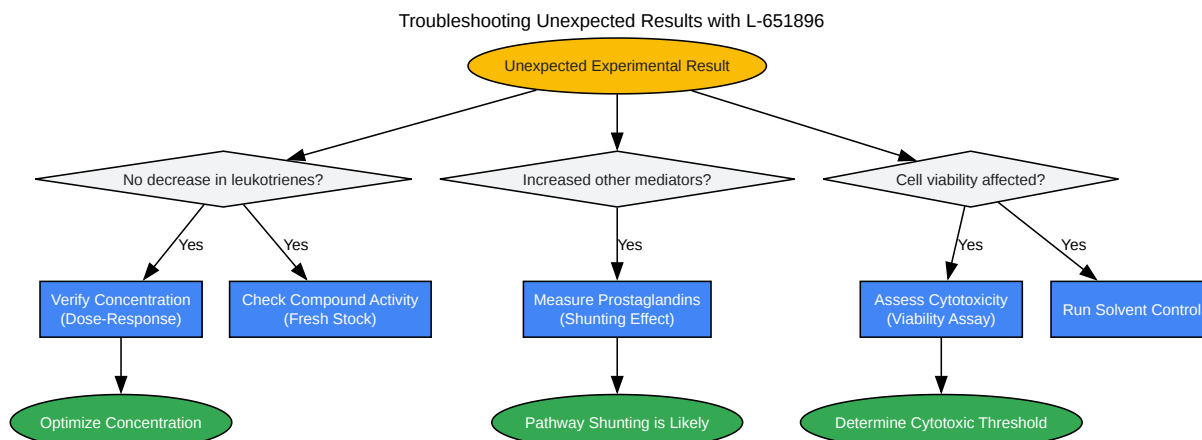 Troubleshooting Unexpected Results with L-651896
Unexpected Experimental Result
No decrease in leukotrienes?
Increased other mediators?
Cell viability affected?
Yes
Yes
Yes
Yes
Yes
Verify Concentration
(Dose-Response)
Check Compound Activity
(Fresh Stock)
Measure Prostaglandins
(Shunting Effect)
Assess Cytotoxicity
(Viability Assay)
Run Solvent Control
Optimize Concentration
Pathway Shunting is Likely
Determine Cytotoxic Threshold